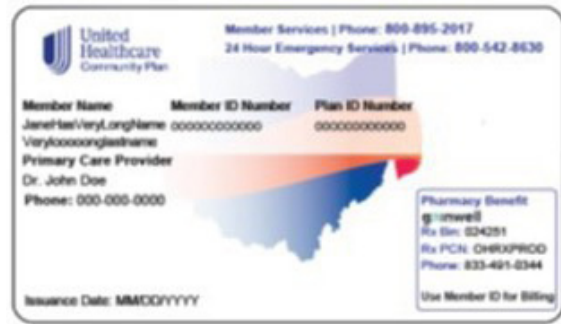 United
Healthcare
Community Plan
Member Services | Phone: 800-895-2017
24 Hour Emergency Services | Phone: 800-542-8630
Member Name Member ID Number Plan ID Number
JaneHasVeryLongName 000000000000 000000000000
Verylooooonglastname
Primary Care Provider
Dr. John Doe
Phone: 000-000-0000
Pharmacy Benefit
gainwell
Rx Bin: 024251
Rx PCN: OHRXPROD
Phone: 833-491-0344
Use Member ID for Billing
Issuance Date: MM/DD/YYYY